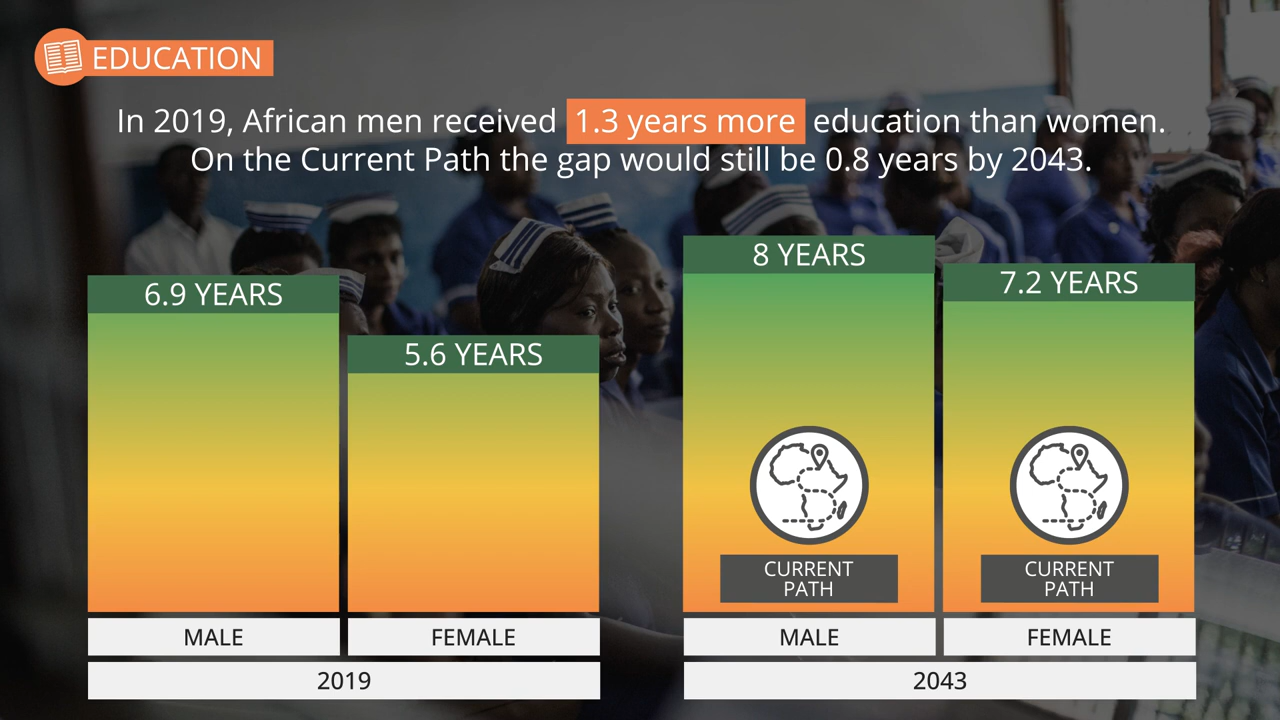 EDUCATION
In 2019, African men received 1.3 years more education than women.
On the Current Path the gap would still be 0.8 years by 2043.
6.9 YEARS
5.6 YEARS
8 YEARS
7.2 YEARS
CURRENT
PATH
CURRENT
PATH
MALE
FEMALE
MALE
FEMALE
2019
2043